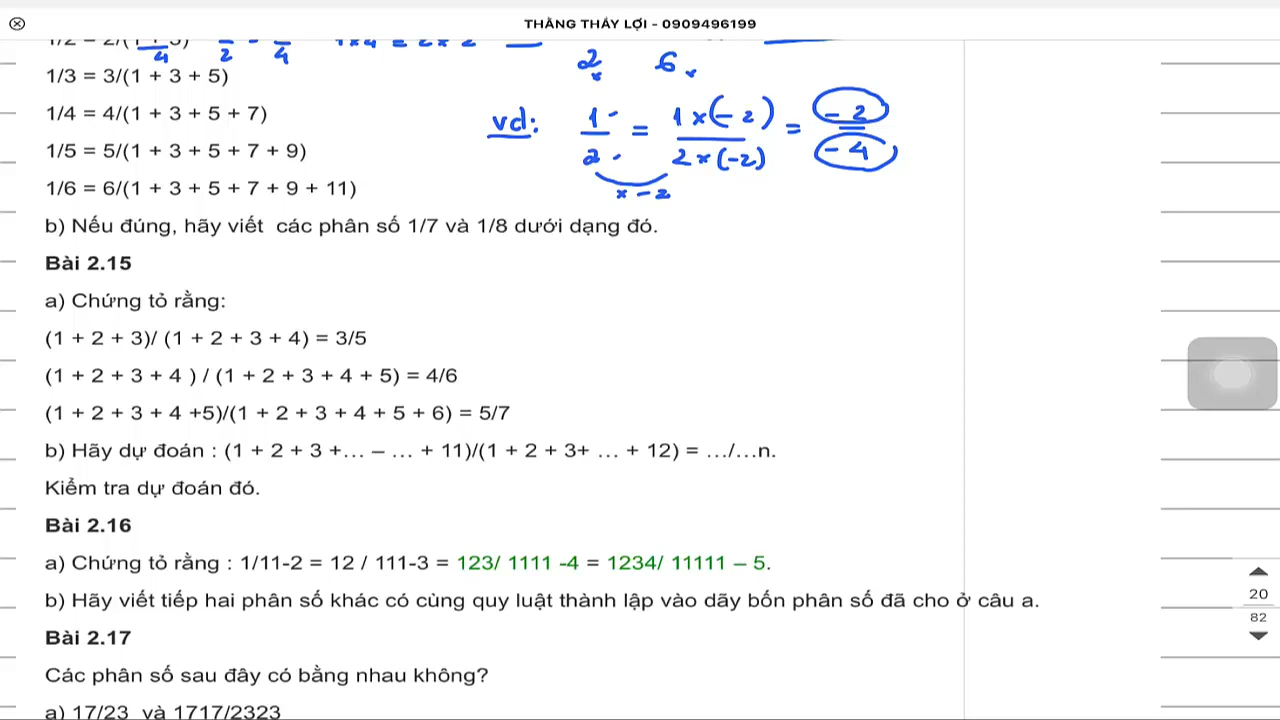 THẦNG THẦY LỢI - 0909496199
1/3 = 3/(1 + 3 + 5)
1/4 = 4/(1 + 3 + 5 + 7)
1/5 = 5/(1 + 3 + 5 + 7 + 9)
1/6 = 6/(1 + 3 + 5 + 7 + 9 + 11)
2 6
vd: 1/2 = 1x(-2)/2x(-2) = -2/-4
x-2
b) Nếu đúng, hãy viết các phân số 1/7 và 1/8 dưới dạng đó.
Bài 2.15
a) Chứng tỏ rằng:
(1 + 2 + 3)/ (1 + 2 + 3 + 4) = 3/5
(1 + 2 + 3 + 4 ) / (1 + 2 + 3 + 4 + 5) = 4/6
(1 + 2 + 3 + 4 +5)/(1 + 2 + 3 + 4 + 5 + 6) = 5/7
b) Hãy dự đoán : (1 + 2 + 3 +... – ... + 11)/(1 + 2 + 3+ ... + 12) = .../...n.
Kiểm tra dự đoán đó.
Bài 2.16
a) Chứng tỏ rằng : 1/11-2 = 12 / 111-3 = 123/ 1111 -4 = 1234/ 11111 – 5.
b) Hãy viết tiếp hai phân số khác có cùng quy luật thành lập vào dãy bốn phân số đã cho ở câu a.
20
82
Bài 2.17
Các phân số sau đây có bằng nhau không?
a) 17/23 và 1717/2323